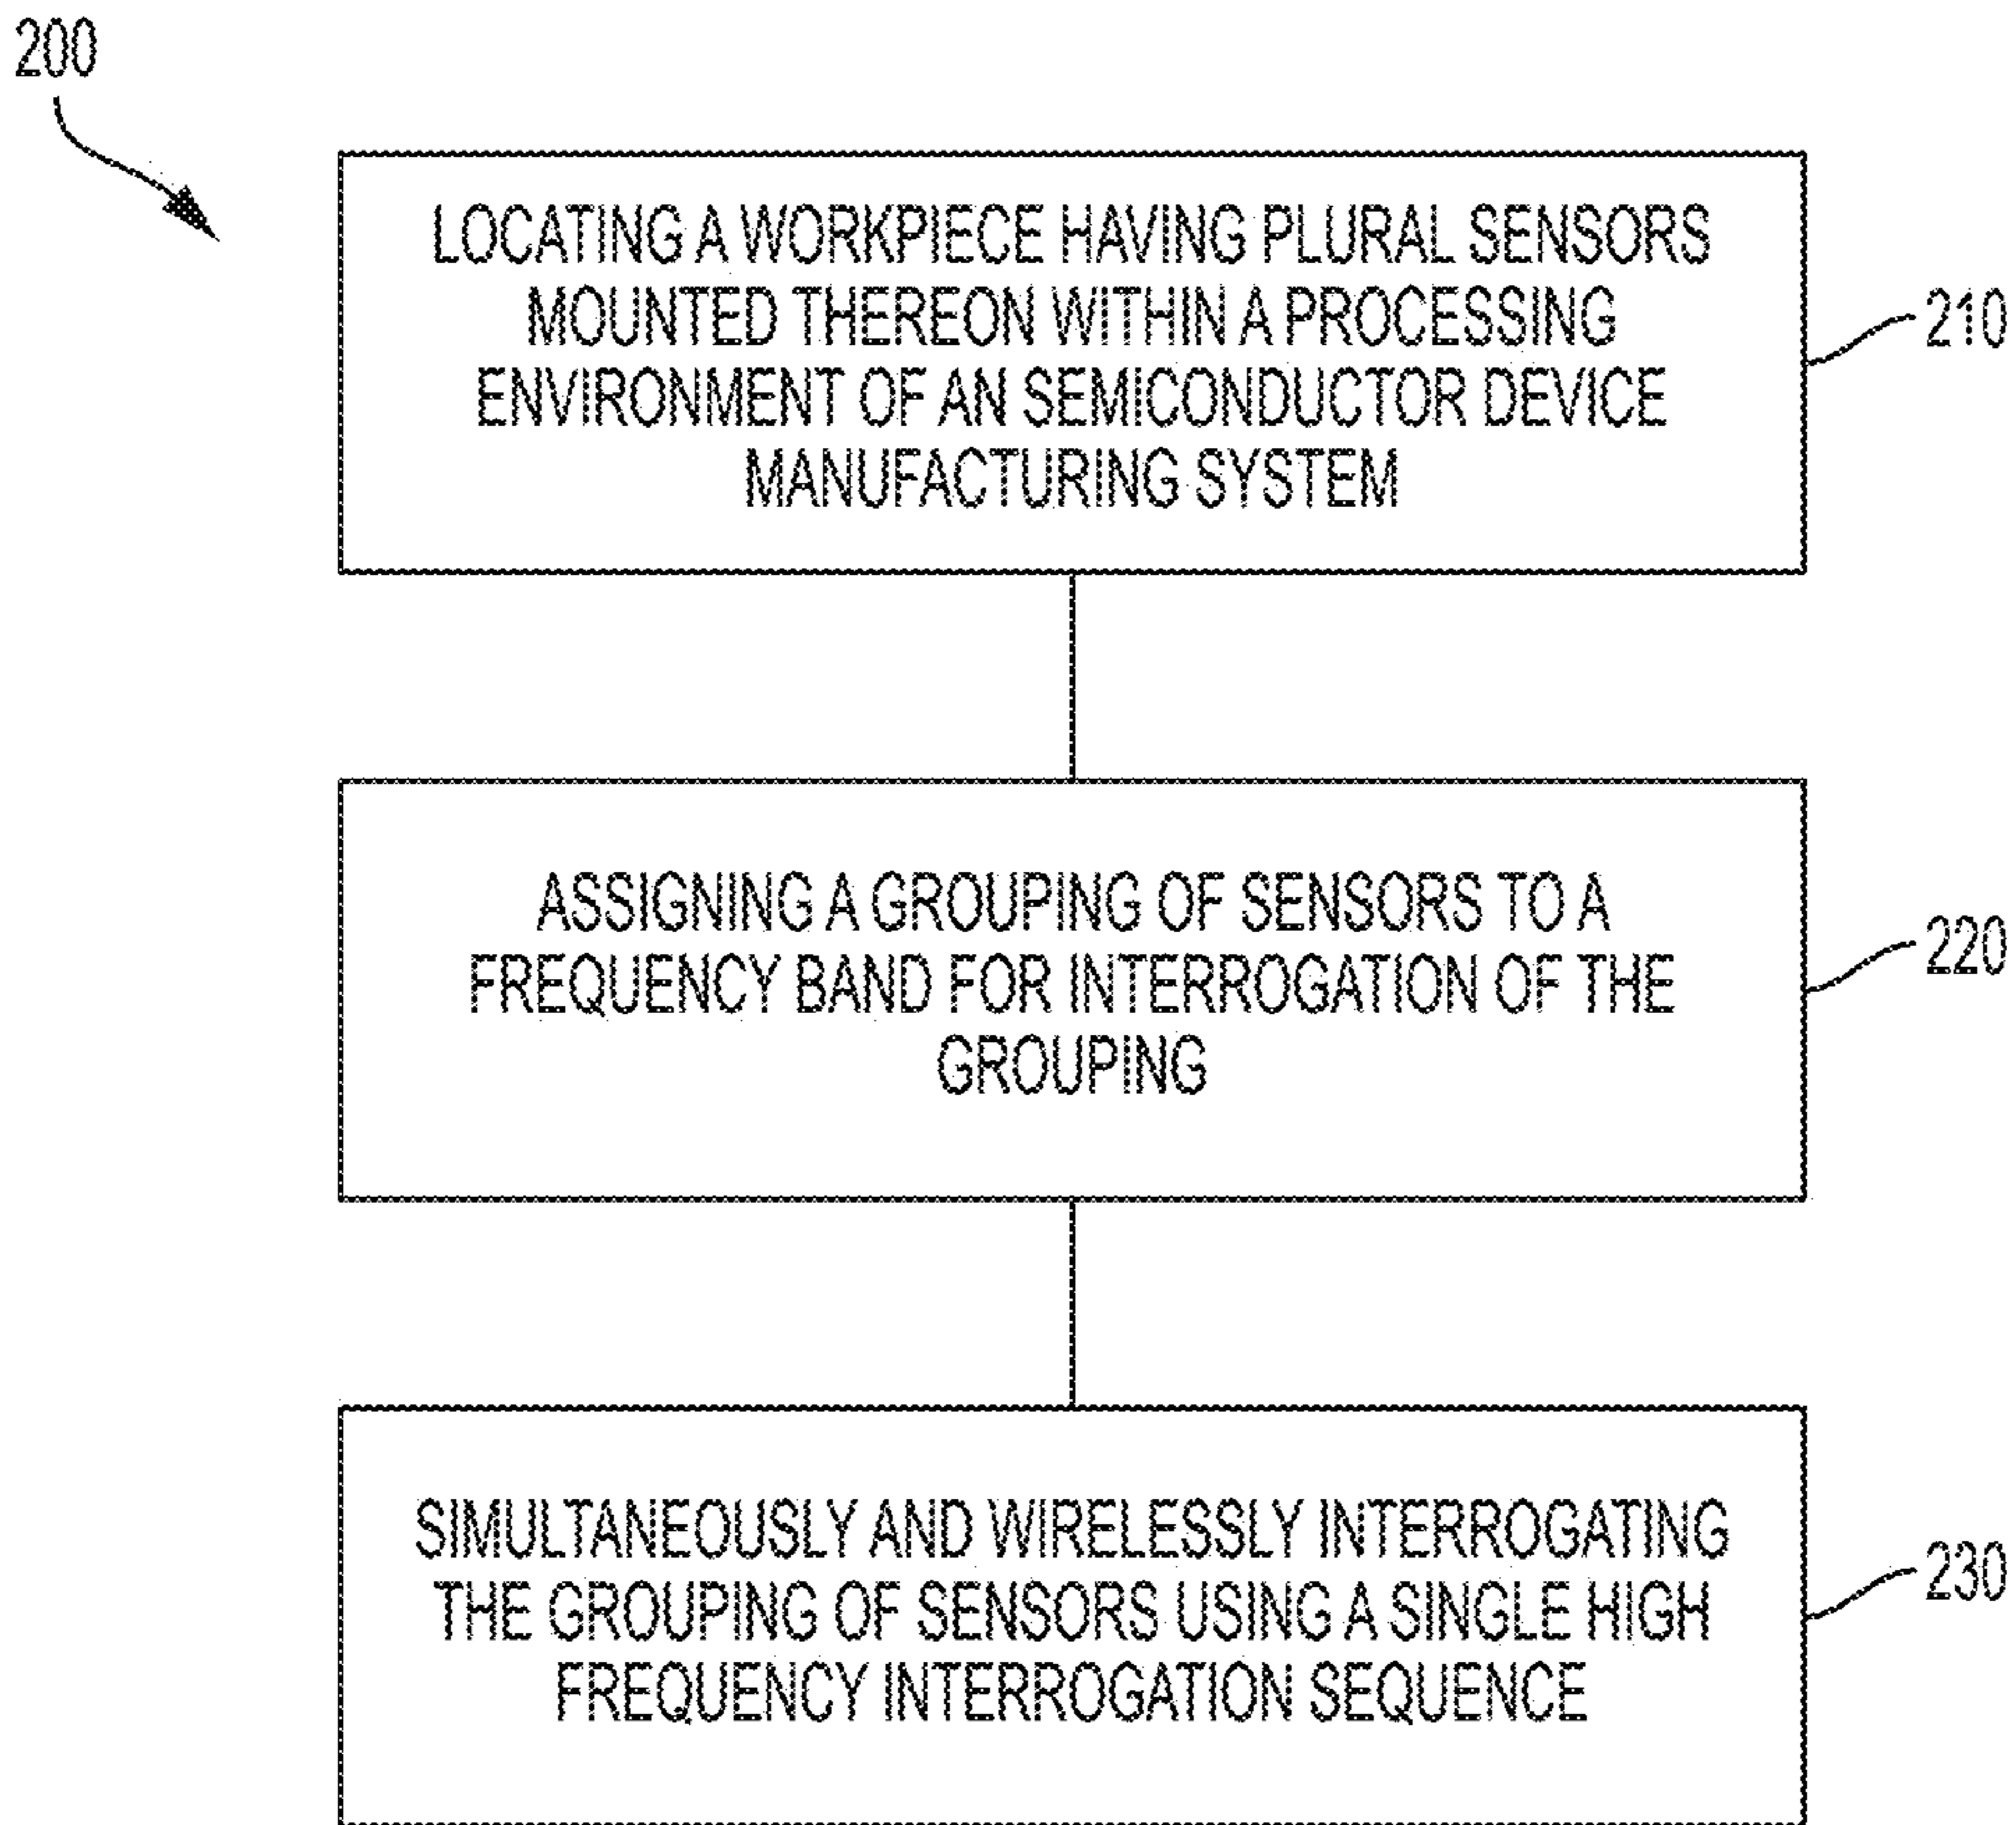 200
LOCATING A WORKPIECE HAVING PLURAL SENSORS
MOUNTED THEREON WITHIN A PROCESSING
ENVIRONMENT OF AN SEMICONDUCTOR DEVICE
MANUFACTURING SYSTEM
210
ASSIGNING A GROUPING OF SENSORS TO A
FREQUENCY BAND FOR INTERROGATION OF THE
GROUPING
220
SIMULTANEOUSLY AND WIRELESSLY INTERROGATING
THE GROUPING OF SENSORS USING A SINGLE HIGH
FREQUENCY INTERROGATION SEQUENCE
230